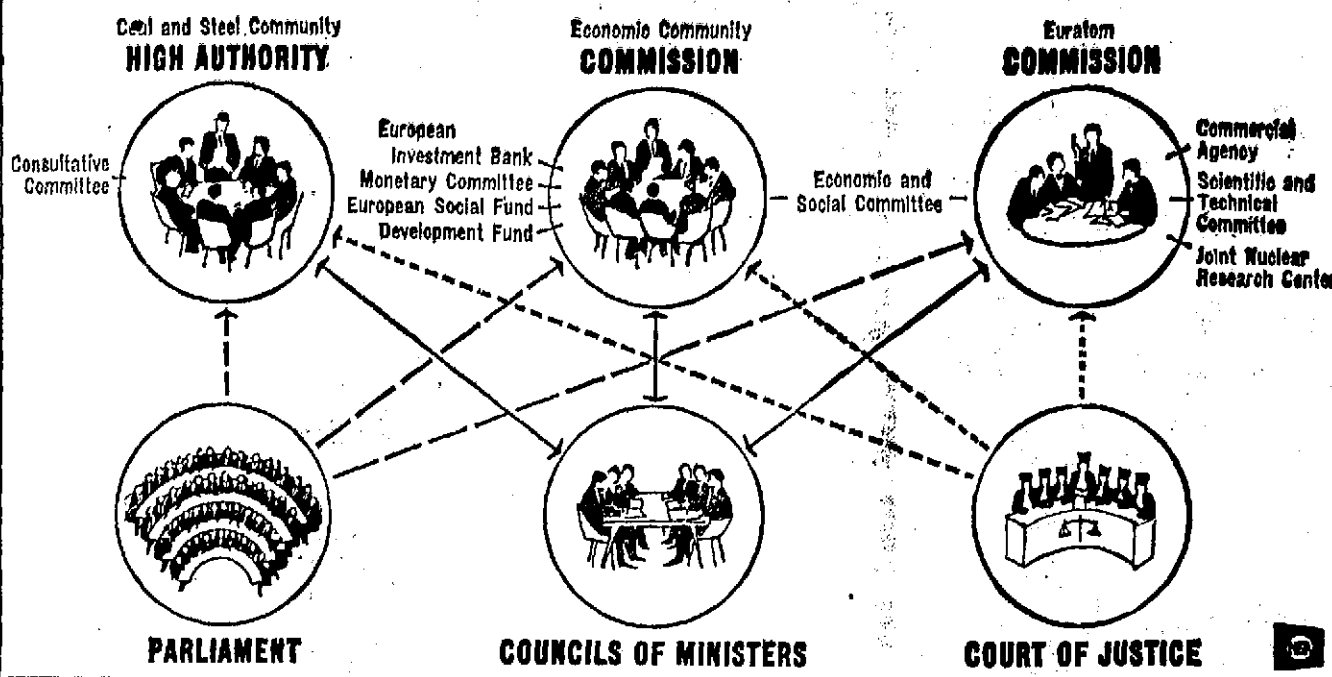 Coal and Steel Community
HIGH AUTHORITY
Economic Community
COMMISSION
Euratom
COMMISSION
Consultative
Committee
European
Investment Bank
Monetary Committee
European Social Fund
Development Fund
Economic and
Social Committee
Commercial
Agency
Scientific and
Technical
Committee
Joint Nuclear
Research Center
PARLIAMENT
COUNCILS OF MINISTERS
COURT OF JUSTICE